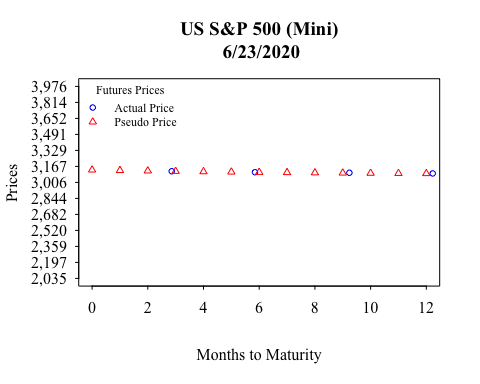 US S&P 500 (Mini)
6/23/2020
Futures Prices
Actual Price
Pseudo Price
Prices
3,976
3,814
3,652
3,491
3,329
3,167
3,006
2,844
2,682
2,520
2,359
2,197
2,035
0 2 4 6 8 10 12
Months to Maturity